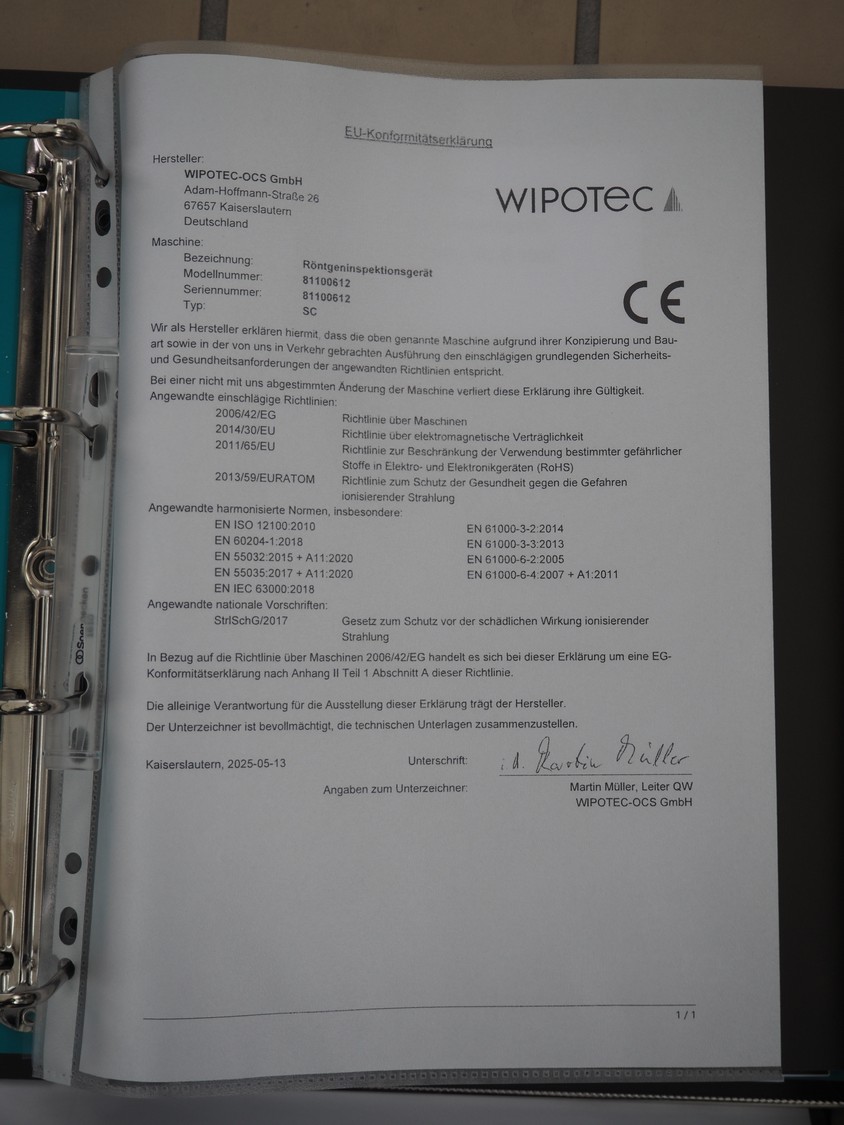 EU-Konformitätserklärung
Hersteller:
WIPOTEC-OCS GmbH
Adam-Hoffmann-Straße 26
67657 Kaiserslautern
Deutschland
WIPOTEC
Maschine:
Bezeichnung: Röntgeninspektionsgerät
Modellnummer: 81100612
Seriennummer: 81100612
Typ: SC
CE
Wir als Hersteller erklären hiermit, dass die oben genannte Maschine aufgrund ihrer Konzipierung und Bau-
art sowie in der von uns in Verkehr gebrachten Ausführung den einschlägigen grundlegenden Sicherheits-
und Gesundheitsanforderungen der angewandten Richtlinien entspricht.
Bei einer nicht mit uns abgestimmten Änderung der Maschine verliert diese Erklärung ihre Gültigkeit.
Angewandte einschlägige Richtlinien:
2006/42/EG Richtlinie über Maschinen
2014/30/EU Richtlinie über elektromagnetische Verträglichkeit
2011/65/EU Richtlinie zur Beschränkung der Verwendung bestimmter gefährlicher
Stoffe in Elektro- und Elektronikgeräten (RoHS)
2013/59/EURATOM Richtlinie zum Schutz der Gesundheit gegen die Gefahren
ionisierender Strahlung
Angewandte harmonisierte Normen, insbesondere:
EN ISO 12100:2010 EN 61000-3-2:2014
EN 60204-1:2018 EN 61000-3-3:2013
EN 55032:2015 + A11:2020 EN 61000-6-2:2005
EN 55035:2017 + A11:2020 EN 61000-6-4:2007 + A1:2011
EN IEC 63000:2018
Angewandte nationale Vorschriften:
StrlSchG/2017 Gesetz zum Schutz vor der schädlichen Wirkung ionisierender
Strahlung
In Bezug auf die Richtlinie über Maschinen 2006/42/EG handelt es sich bei dieser Erklärung um eine EG-
Konformitätserklärung nach Anhang II Teil 1 Abschnitt A dieser Richtlinie.
Die alleinige Verantwortung für die Ausstellung dieser Erklärung trägt der Hersteller.
Der Unterzeichner ist bevollmächtigt, die technischen Unterlagen zusammenzustellen.
Kaiserslautern, 2025-05-13 Unterschrift: i.A. Martin Müller
Angaben zum Unterzeichner: Martin Müller, Leiter QW
WIPOTEC-OCS GmbH
1 / 1